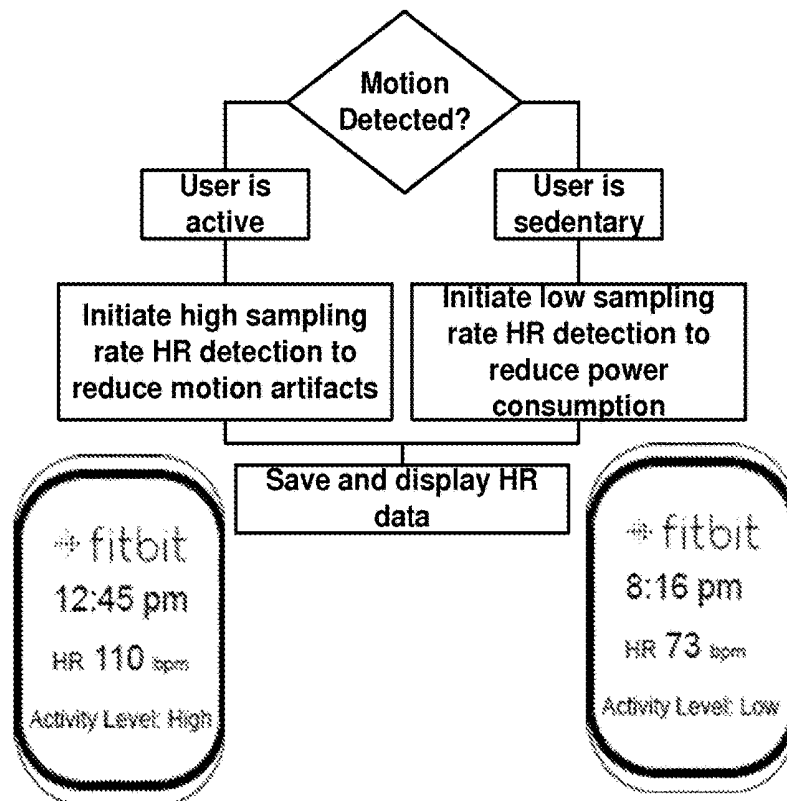 Motion
Detected?
User is
active
User is
sedentary
Initiate high sampling
rate HR detection to
reduce motion artifacts
Initiate low sampling
rate HR detection to
reduce power
consumption
Save and display HR
data
fitbit
12:45 pm
HR 110 bpm
Activity Level: High
fitbit
8:16 pm
HR 73 bpm
Activity Level: Low